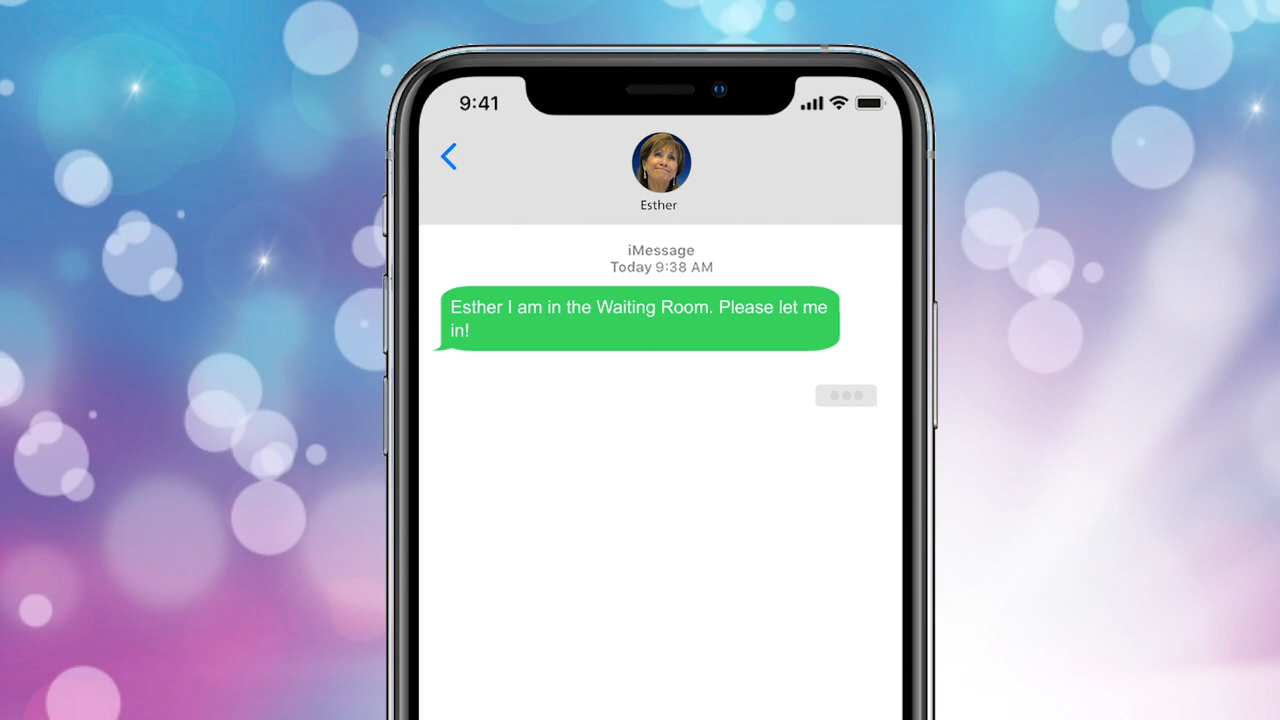 9:41
Esther
iMessage
Today 9:38 AM
Esther I am in the Waiting Room. Please let me
in!